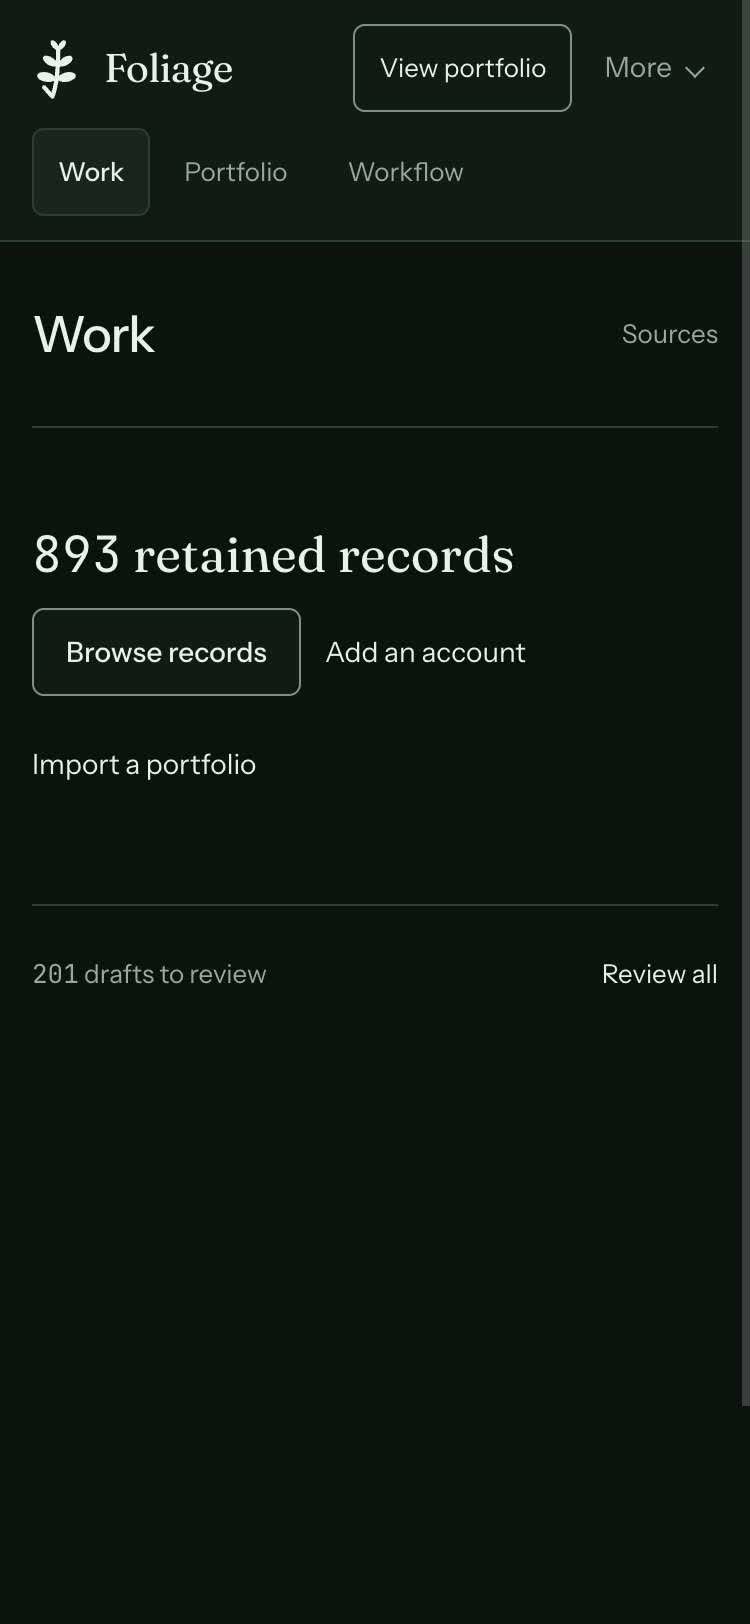 Foliage
View portfolio
More
Work
Portfolio
Workflow
Work
Sources
893 retained records
Browse records
Add an account
Import a portfolio
201 drafts to review
Review all